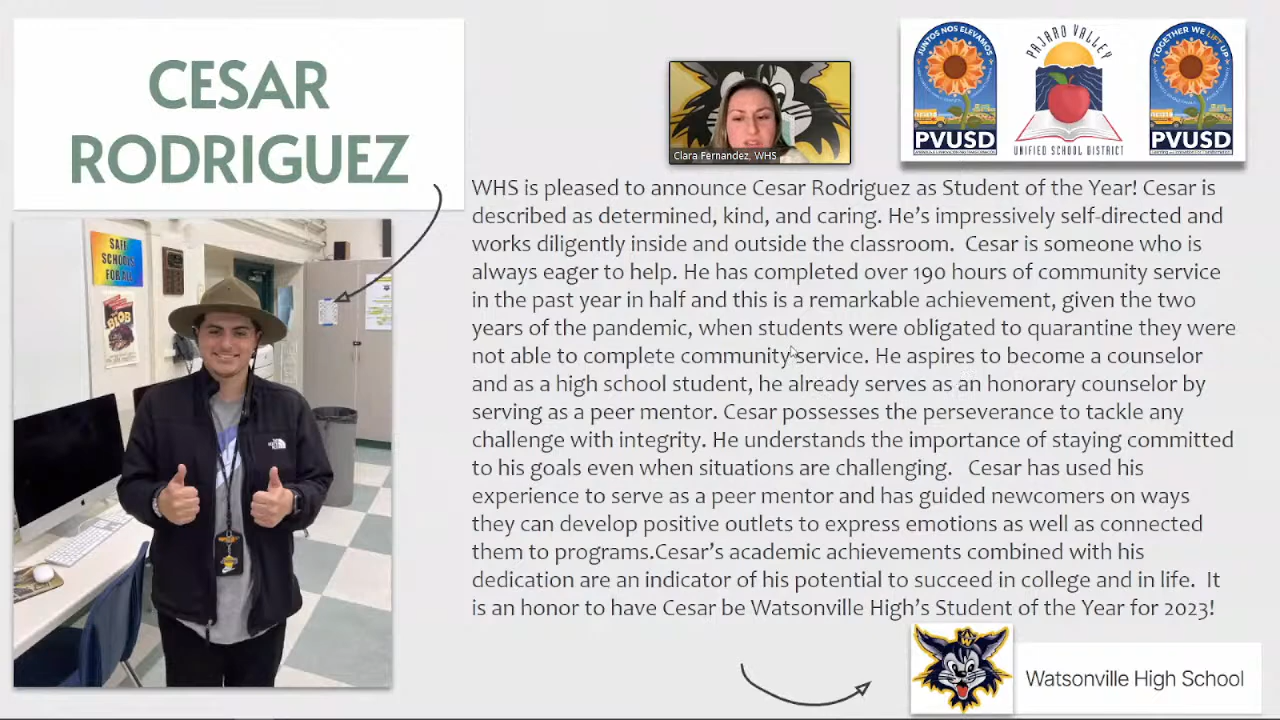 CESAR
RODRIGUEZ
Clara Fernandez, WHS
JUNTOS NOS ELEVAMOS
PVUSD
PAJARO VALLEY
UNIFIED SCHOOL DISTRICT
TOGETHER WE LIFT UP
PVUSD
WHS is pleased to announce Cesar Rodriguez as Student of the Year! Cesar is
described as determined, kind, and caring. He’s impressively self-directed and
works diligently inside and outside the classroom.  Cesar is someone who is
always eager to help. He has completed over 190 hours of community service
in the past year in half and this is a remarkable achievement, given the two
years of the pandemic, when students were obligated to quarantine they were
not able to complete community service. He aspires to become a counselor
and as a high school student, he already serves as an honorary counselor by
serving as a peer mentor. Cesar possesses the perseverance to tackle any
challenge with integrity. He understands the importance of staying committed
to his goals even when situations are challenging.   Cesar has used his
experience to serve as a peer mentor and has guided newcomers on ways
they can develop positive outlets to express emotions as well as connected
them to programs.Cesar’s academic achievements combined with his
dedication are an indicator of his potential to succeed in college and in life.  It
is an honor to have Cesar be Watsonville High’s Student of the Year for 2023!
SAFE
SCHOOLS
FOR ALL
BLOB
W
Watsonville High School